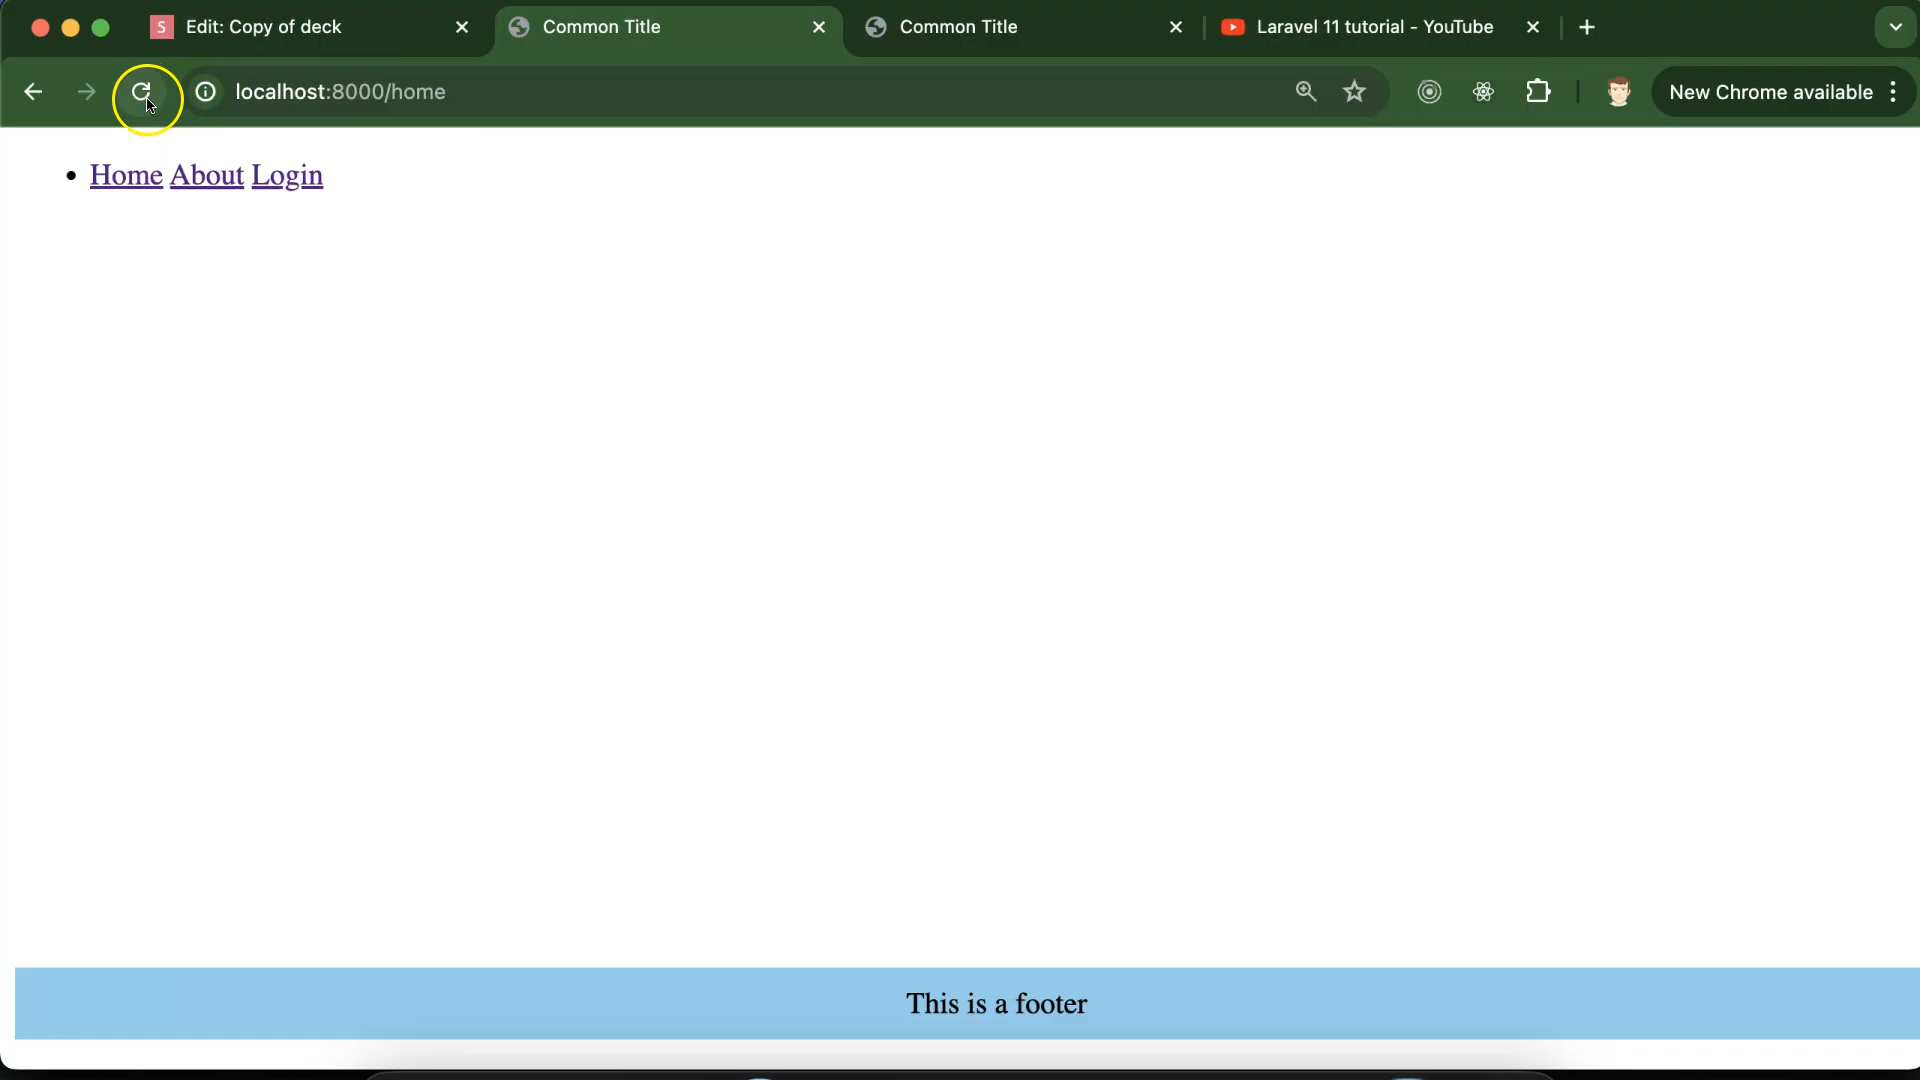 S Edit: Copy of deck Common Title Common Title Laravel 11 tutorial - YouTube
localhost:8000/home New Chrome available
Home About Login
This is a footer